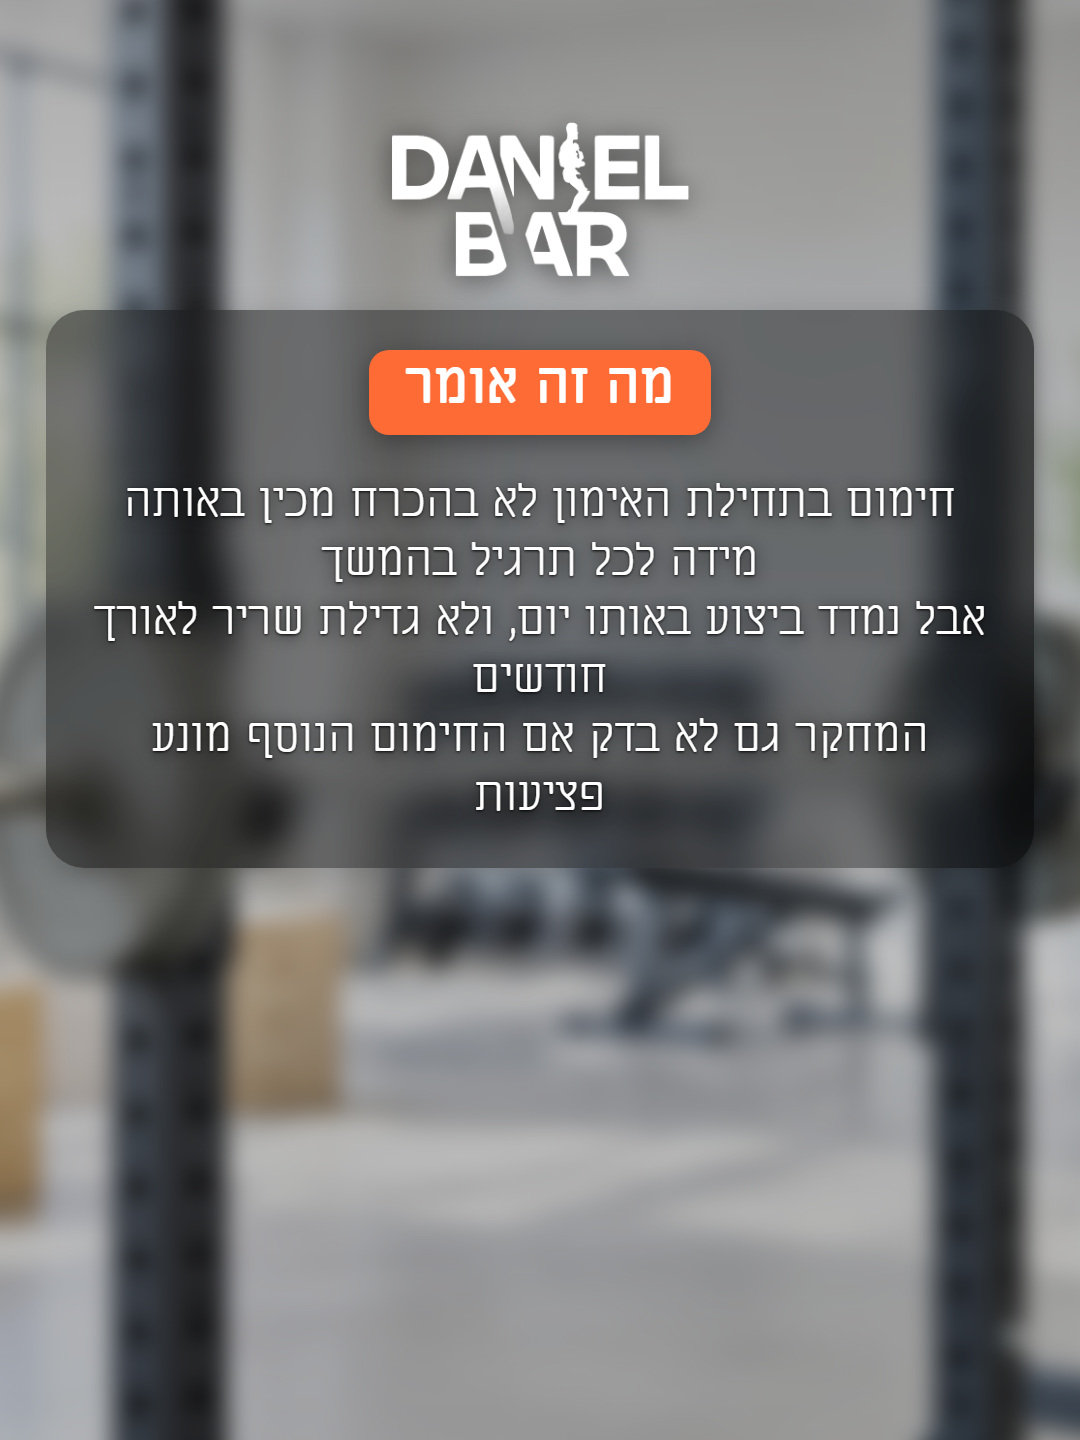 DANIEL
BAR
מה זה אומר
חימום בתחילת האימון לא בהכרח מכין באותה
מידה לכל תרגיל בהמשך
אבל נמדד ביצוע באותו יום, ולא גדילת שריר לאורך
חודשים
המחקר גם לא בדק אם החימום הנוסף מונע
פציעות